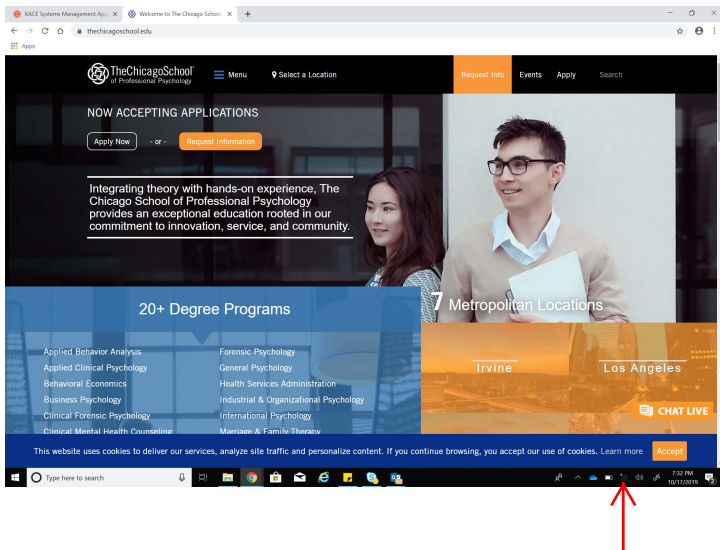 KACE Systems Management App
Welcome to The Chicago School
thechicagoschool.edu
Apps
TheChicagoSchool
of Professional Psychology
Menu
Select a Location
Request Info
Events
Apply
Search
NOW ACCEPTING APPLICATIONS
Apply Now
- or -
Request Information
Integrating theory with hands-on experience, The
Chicago School of Professional Psychology
provides an exceptional education rooted in our
commitment to innovation, service, and community.
20+ Degree Programs
Applied Behavior Analysis
Applied Clinical Psychology
Behavioral Economics
Business Psychology
Clinical Forensic Psychology
Clinical Mental Health Counseling
Forensic Psychology
General Psychology
Health Services Administration
Industrial & Organizational Psychology
International Psychology
Marriage & Family Therapy
7 Metropolitan Locations
Irvine
Los Angeles
CHAT LIVE
This website uses cookies to deliver our services, analyze site traffic and personalize content. If you continue browsing, you accept our use of cookies. Learn more
Accept
Type here to search
7:32 PM
10/17/2019